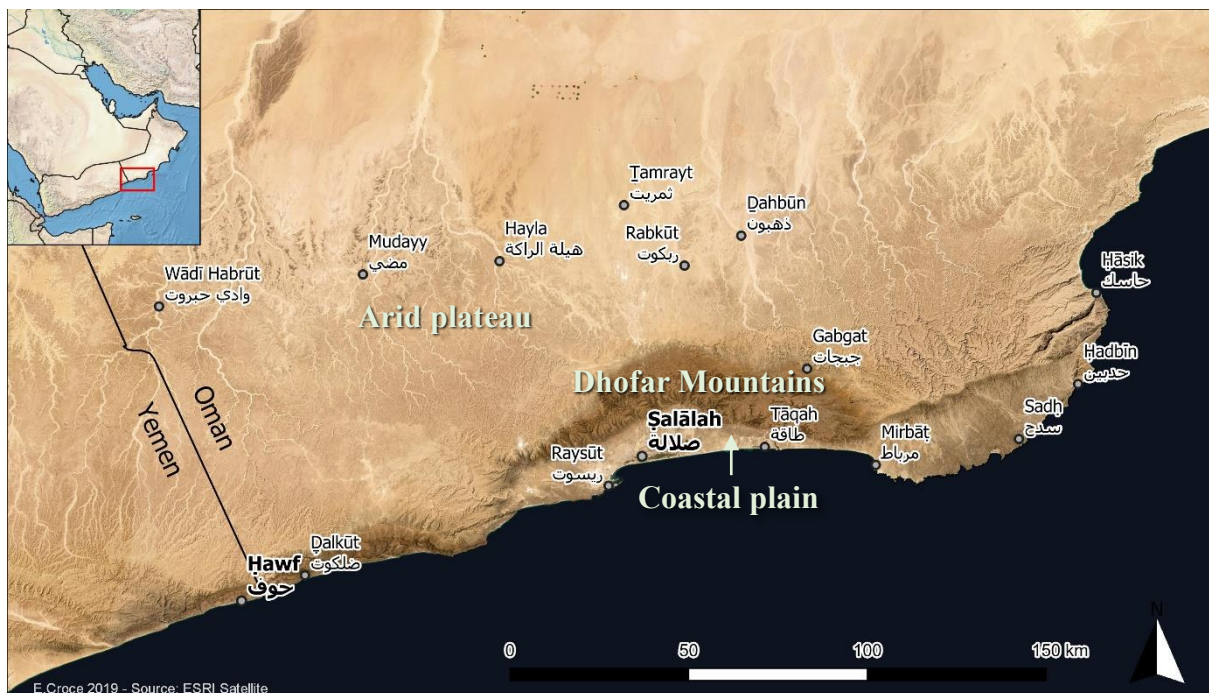 Ṯamrayt
ثمريت
Ḏahbūn
ذهبون
Hayla
هيلة الراكة
Rabkūt
ربكوت
Mudayy
مضي
Wādī Habrūt
وادي حبروت
Ḥāsik
حاسك
Arid plateau
Gabgat
جبجات
Ḥadbīn
حدبين
Dhofar Mountains
Oman
Yemen
Ṣalālah
صلالة
Ṭāqah
طاقة
Sadḥ
سدح
Mirbāṭ
مرباط
Raysūt
ريسوت
Coastal plain
Ḍalkūt
ضلكوت
Ḥawf
حوف
N
0 50 100 150 km
E.Croce 2019 - Source: ESRI Satellite